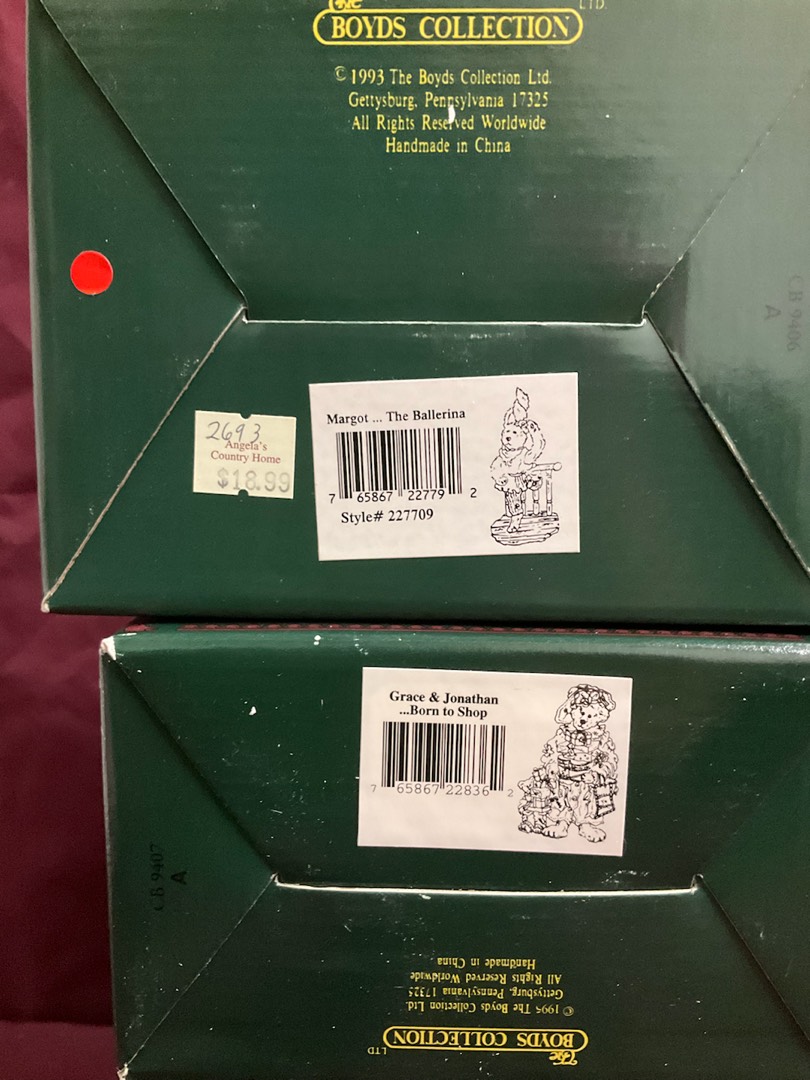 The
LTD.
BOYDS COLLECTION
© 1993 The Boyds Collection Ltd.
Gettysburg, Pennsylvania 17325
All Rights Reserved Worldwide
Handmade in China
CB 9406
A
2693
Angela's
Country Home
$18.99
Margot ... The Ballerina
7 65867 22779 2
Style# 227709
Grace & Jonathan
...Born to Shop
7 65867 22836 2
CB 9407
A
The
BOYDS COLLECTION
LTD
© 1995 The Boyds Collection Ltd.
Gettysburg, Pennsylvania 17325
All Rights Reserved Worldwide
Handmade in China